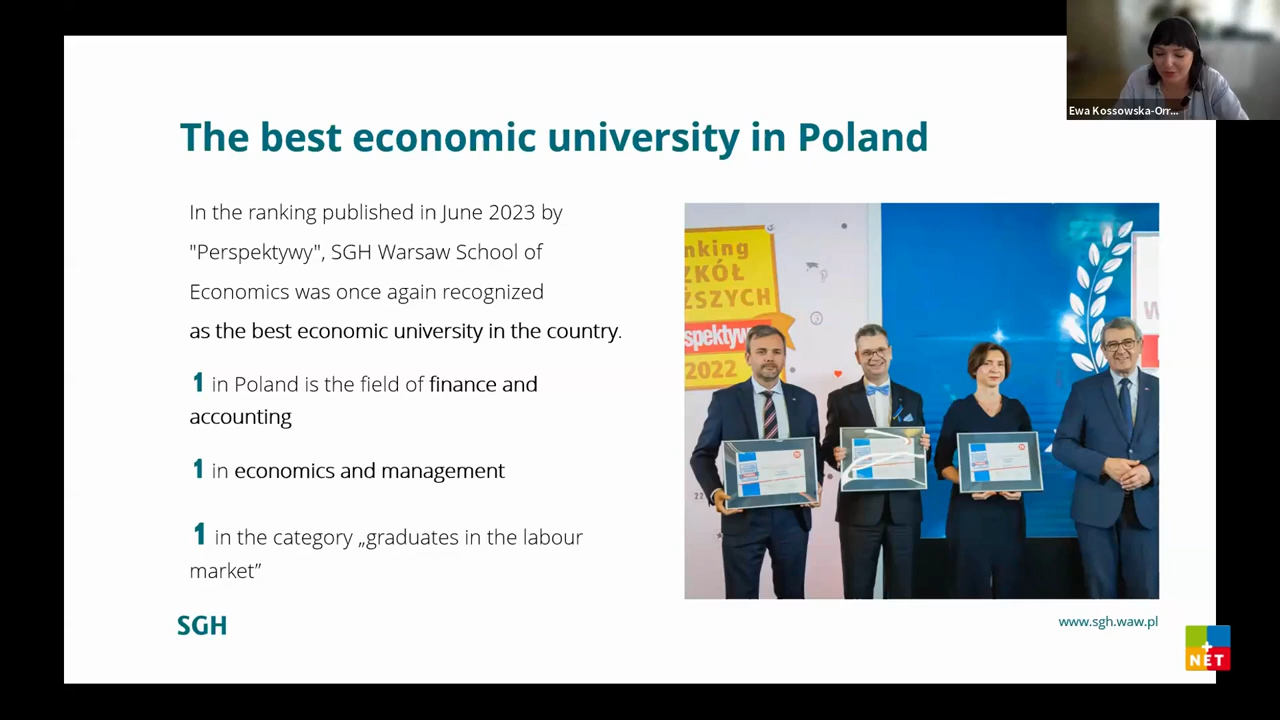 Ewa Kossowska-Orr...
The best economic university in Poland
In the ranking published in June 2023 by
"Perspektywy", SGH Warsaw School of
Economics was once again recognized
as the best economic university in the country.
1 in Poland is the field of finance and
accounting
1 in economics and management
1 in the category „graduates in the labour
market”
nking
ZKÓŁ
ŻSZYCH
spektyw
2022
22
W
SGH
www.sgh.waw.pl
+
NET